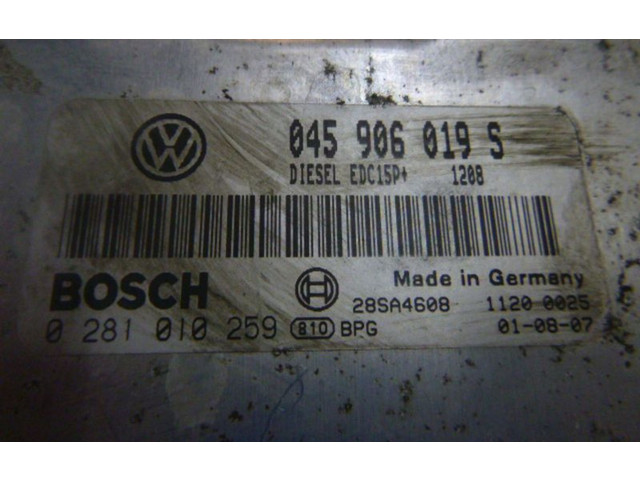 045 906 019 S
DIESEL EDC15P+ 1208
BOSCH
Made in Germany
28SA4608 1120 0025
0 281 010 259 810 BPG 01-08-07